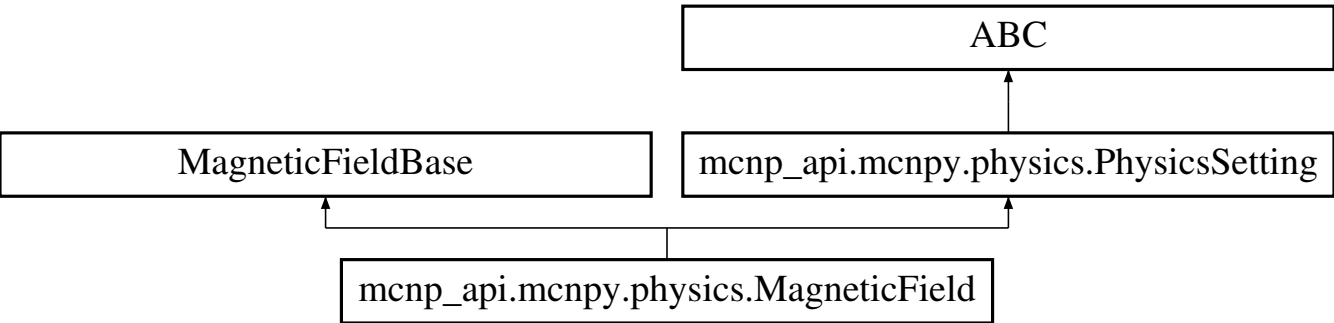 ABC
MagneticFieldBase
mcnp_api.mcnpy.physics.PhysicsSetting
mcnp_api.mcnpy.physics.MagneticField